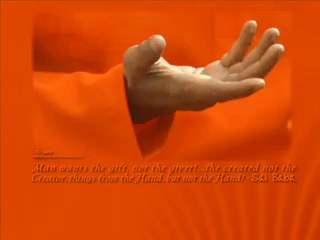 Man wants the gift, not the giver!...the created not the
Creator, things from the Hand, but not the Hand! - Sai Baba